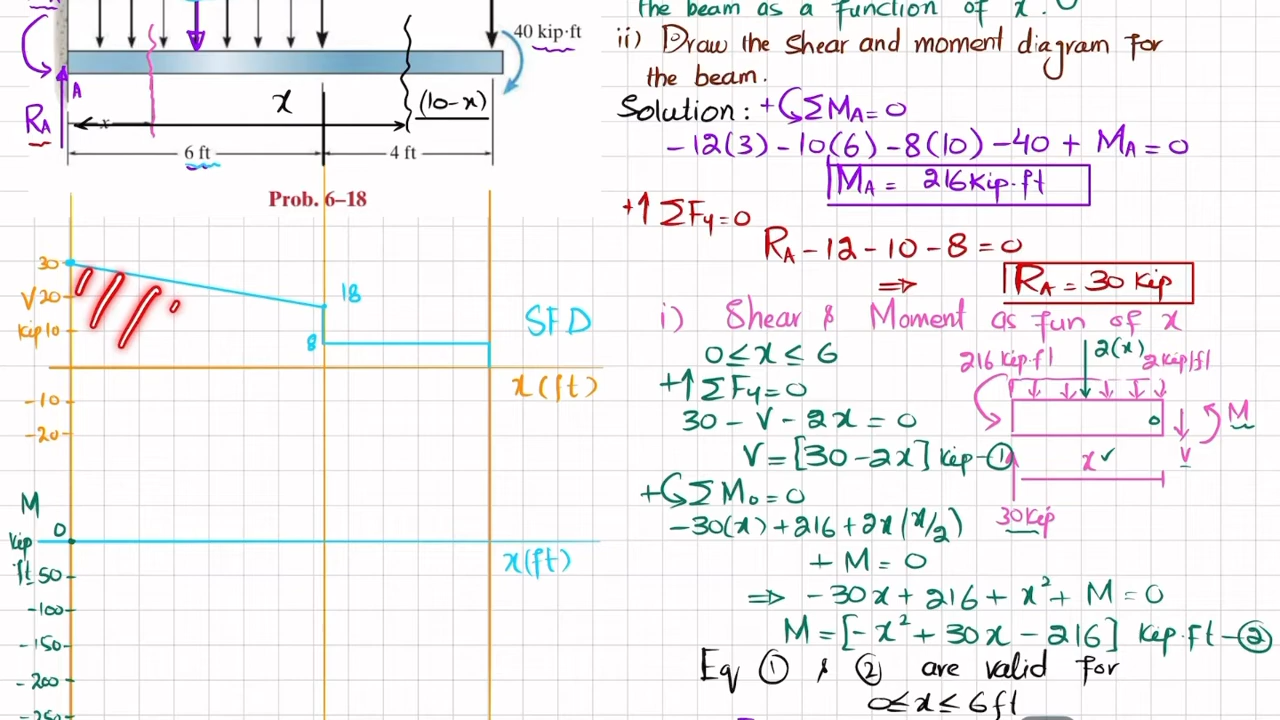 40 kip·ft
A
RA
x
x
(10-x)
6 ft
4 ft
Prob. 6–18
30
V 20
kip 10
18
8
SFD
x(ft)
-10
-20
M
0
kip
ft 50
x(ft)
-100
-150
-200
-250
the beam as a function of x.
ii) Draw the shear and moment diagram for
the beam.
Solution: + ΣMA=0
-12(3) -10(6) -8(10) -40 + MA = 0
MA = 216 Kip.ft
+↑ ΣFy=0
RA -12 -10 -8 = 0
⇒ RA = 30 Kip
i) Shear & Moment as fun of x
0≤x≤6
+↑ΣFy=0
30 - V - 2x = 0
V = [30-2x] kip-①
+ ΣMo=0
-30(x)+216+2x(x/2)
+ M = 0
⇒ -30x+216+x²+M=0
M=[-x²+30x-216] Kip.ft-②
Eq ① & ② are valid for
0≤x≤6ft
216 Kip.ft
2(x)
2Kip/ft
o
M
x✓
V
30Kip